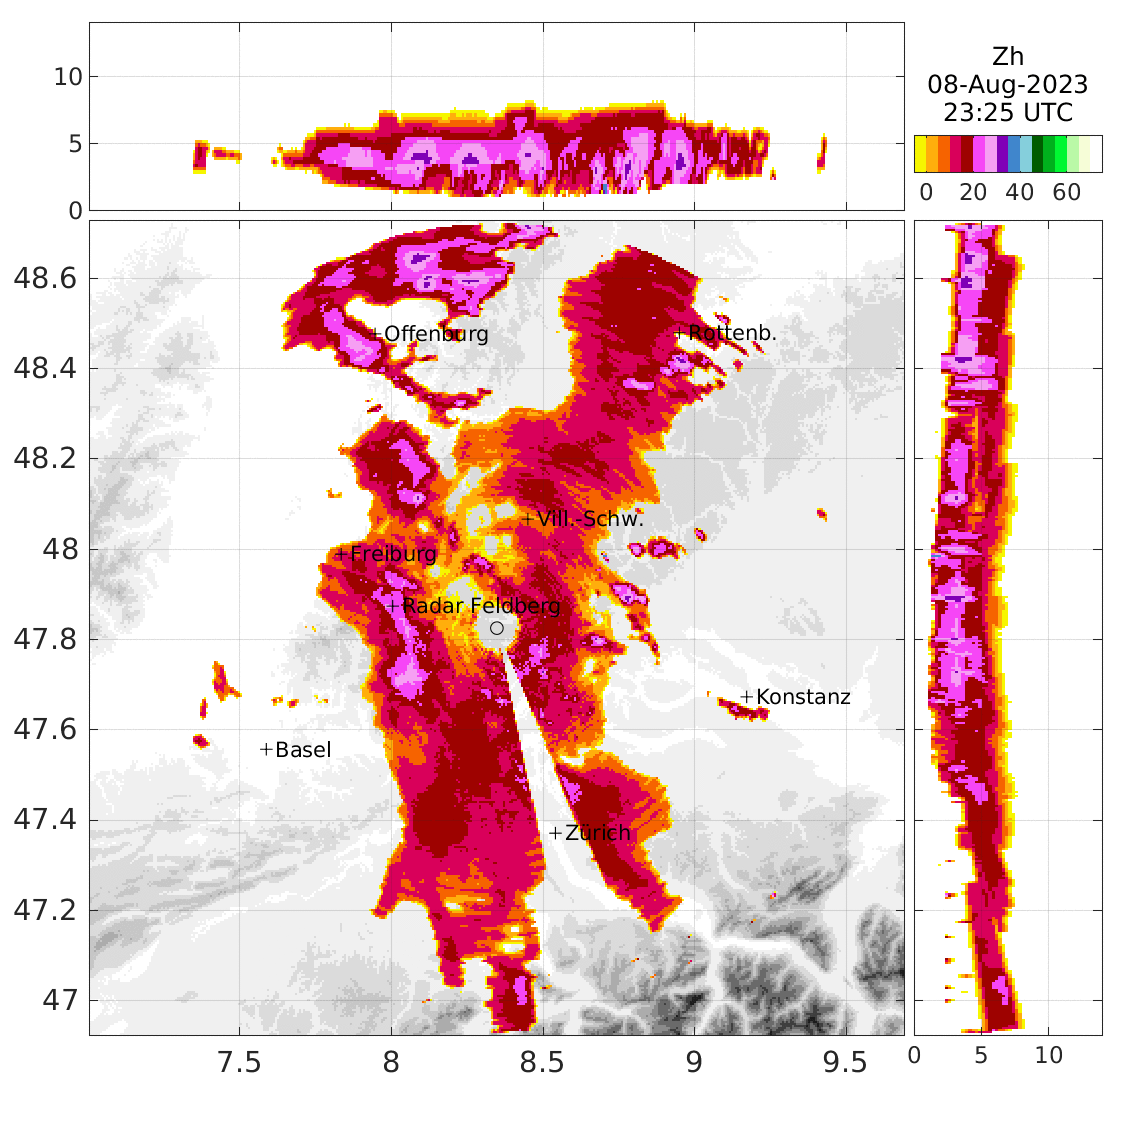 Zh
08-Aug-2023
23:25 UTC
0 20 40 60
10
5
0
48.6
48.4
48.2
48
47.8
47.6
47.4
47.2
47
Offenburg
Rottenb.
Vill.-Schw.
Freiburg
Radar Feldberg
Konstanz
Basel
Zürich
7.5 8 8.5 9 9.5
0 5 10